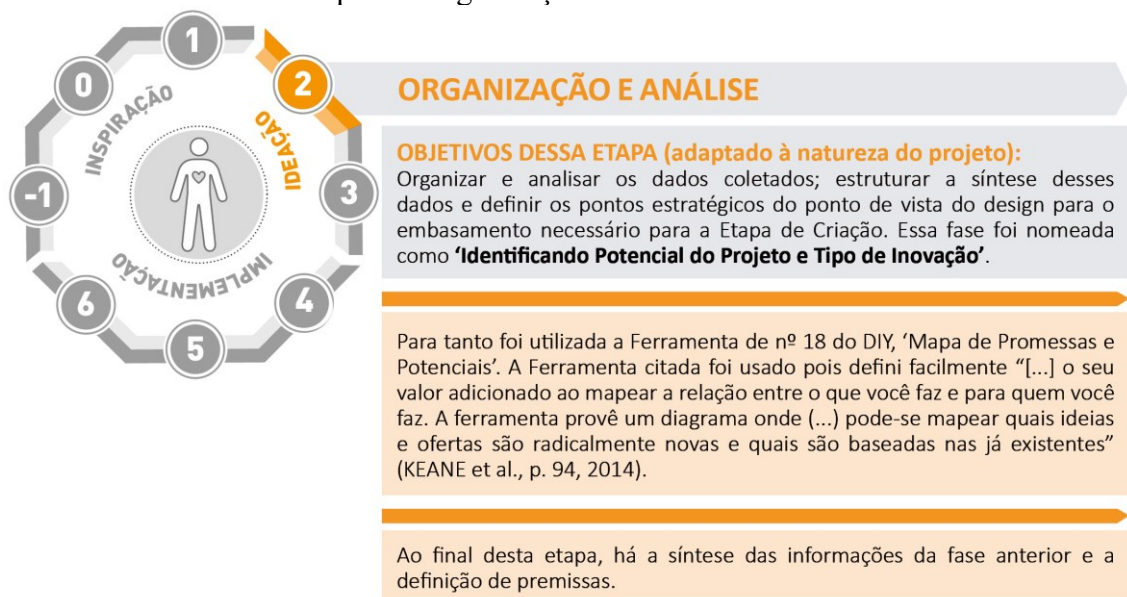 1
0
2
-1
3
6
4
5
INSPIRAÇÃO
IDEAÇÃO
IMPLEMENTAÇÃO
ORGANIZAÇÃO E ANÁLISE
OBJETIVOS DESSA ETAPA (adaptado à natureza do projeto):
Organizar e analisar os dados coletados; estruturar a síntese desses
dados e definir os pontos estratégicos do ponto de vista do design para o
embasamento necessário para a Etapa de Criação. Essa fase foi nomeada
como ‘Identificando Potencial do Projeto e Tipo de Inovação’.
Para tanto foi utilizada a Ferramenta de nº 18 do DIY, ‘Mapa de Promessas e
Potenciais’. A Ferramenta citada foi usado pois defini facilmente “[...] o seu
valor adicionado ao mapear a relação entre o que você faz e para quem você
faz. A ferramenta provê um diagrama onde (...) pode-se mapear quais ideias
e ofertas são radicalmente novas e quais são baseadas nas já existentes”
(KEANE et al., p. 94, 2014).
Ao final desta etapa, há a síntese das informações da fase anterior e a
definição de premissas.